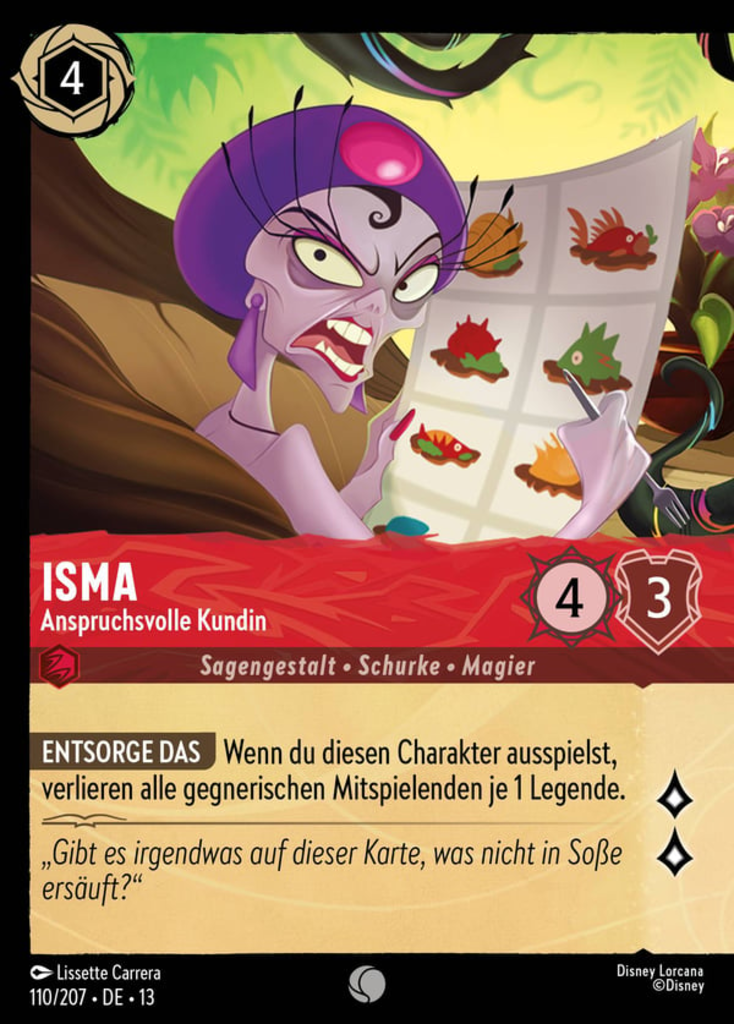 4
ISMA
Anspruchsvolle Kundin
4 3
Sagengestalt • Schurke • Magier
ENTSORGE DAS Wenn du diesen Charakter ausspielst,
verlieren alle gegnerischen Mitspielenden je 1 Legende.
„Gibt es irgendwas auf dieser Karte, was nicht in Soße
ersäuft?“
Lissette Carrera
110/207 • DE • 13
Disney Lorcana
©Disney